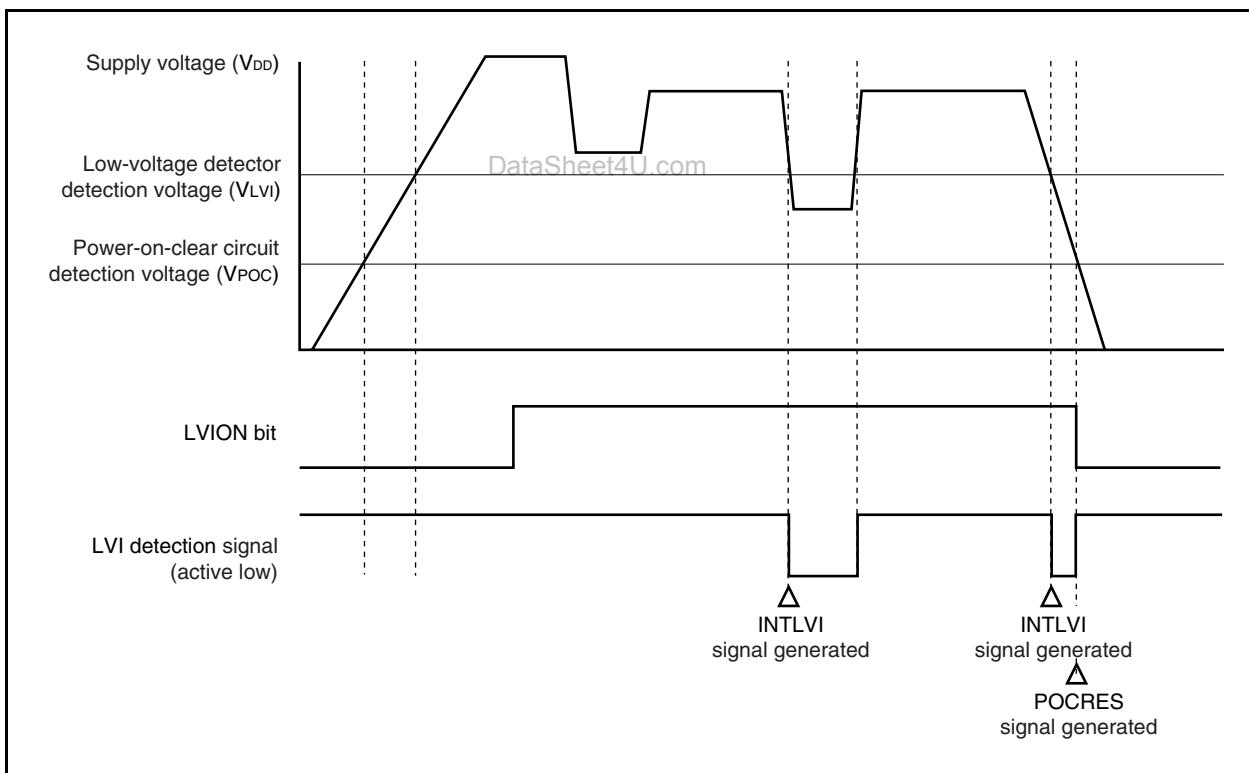 Supply voltage (VDD)
Low-voltage detector
detection voltage (VLVI)
DataSheet4U.com
Power-on-clear circuit
detection voltage (VPOC)
LVION bit
LVI detection signal
(active low)
INTLVI
signal generated
INTLVI
signal generated
POCRES
signal generated